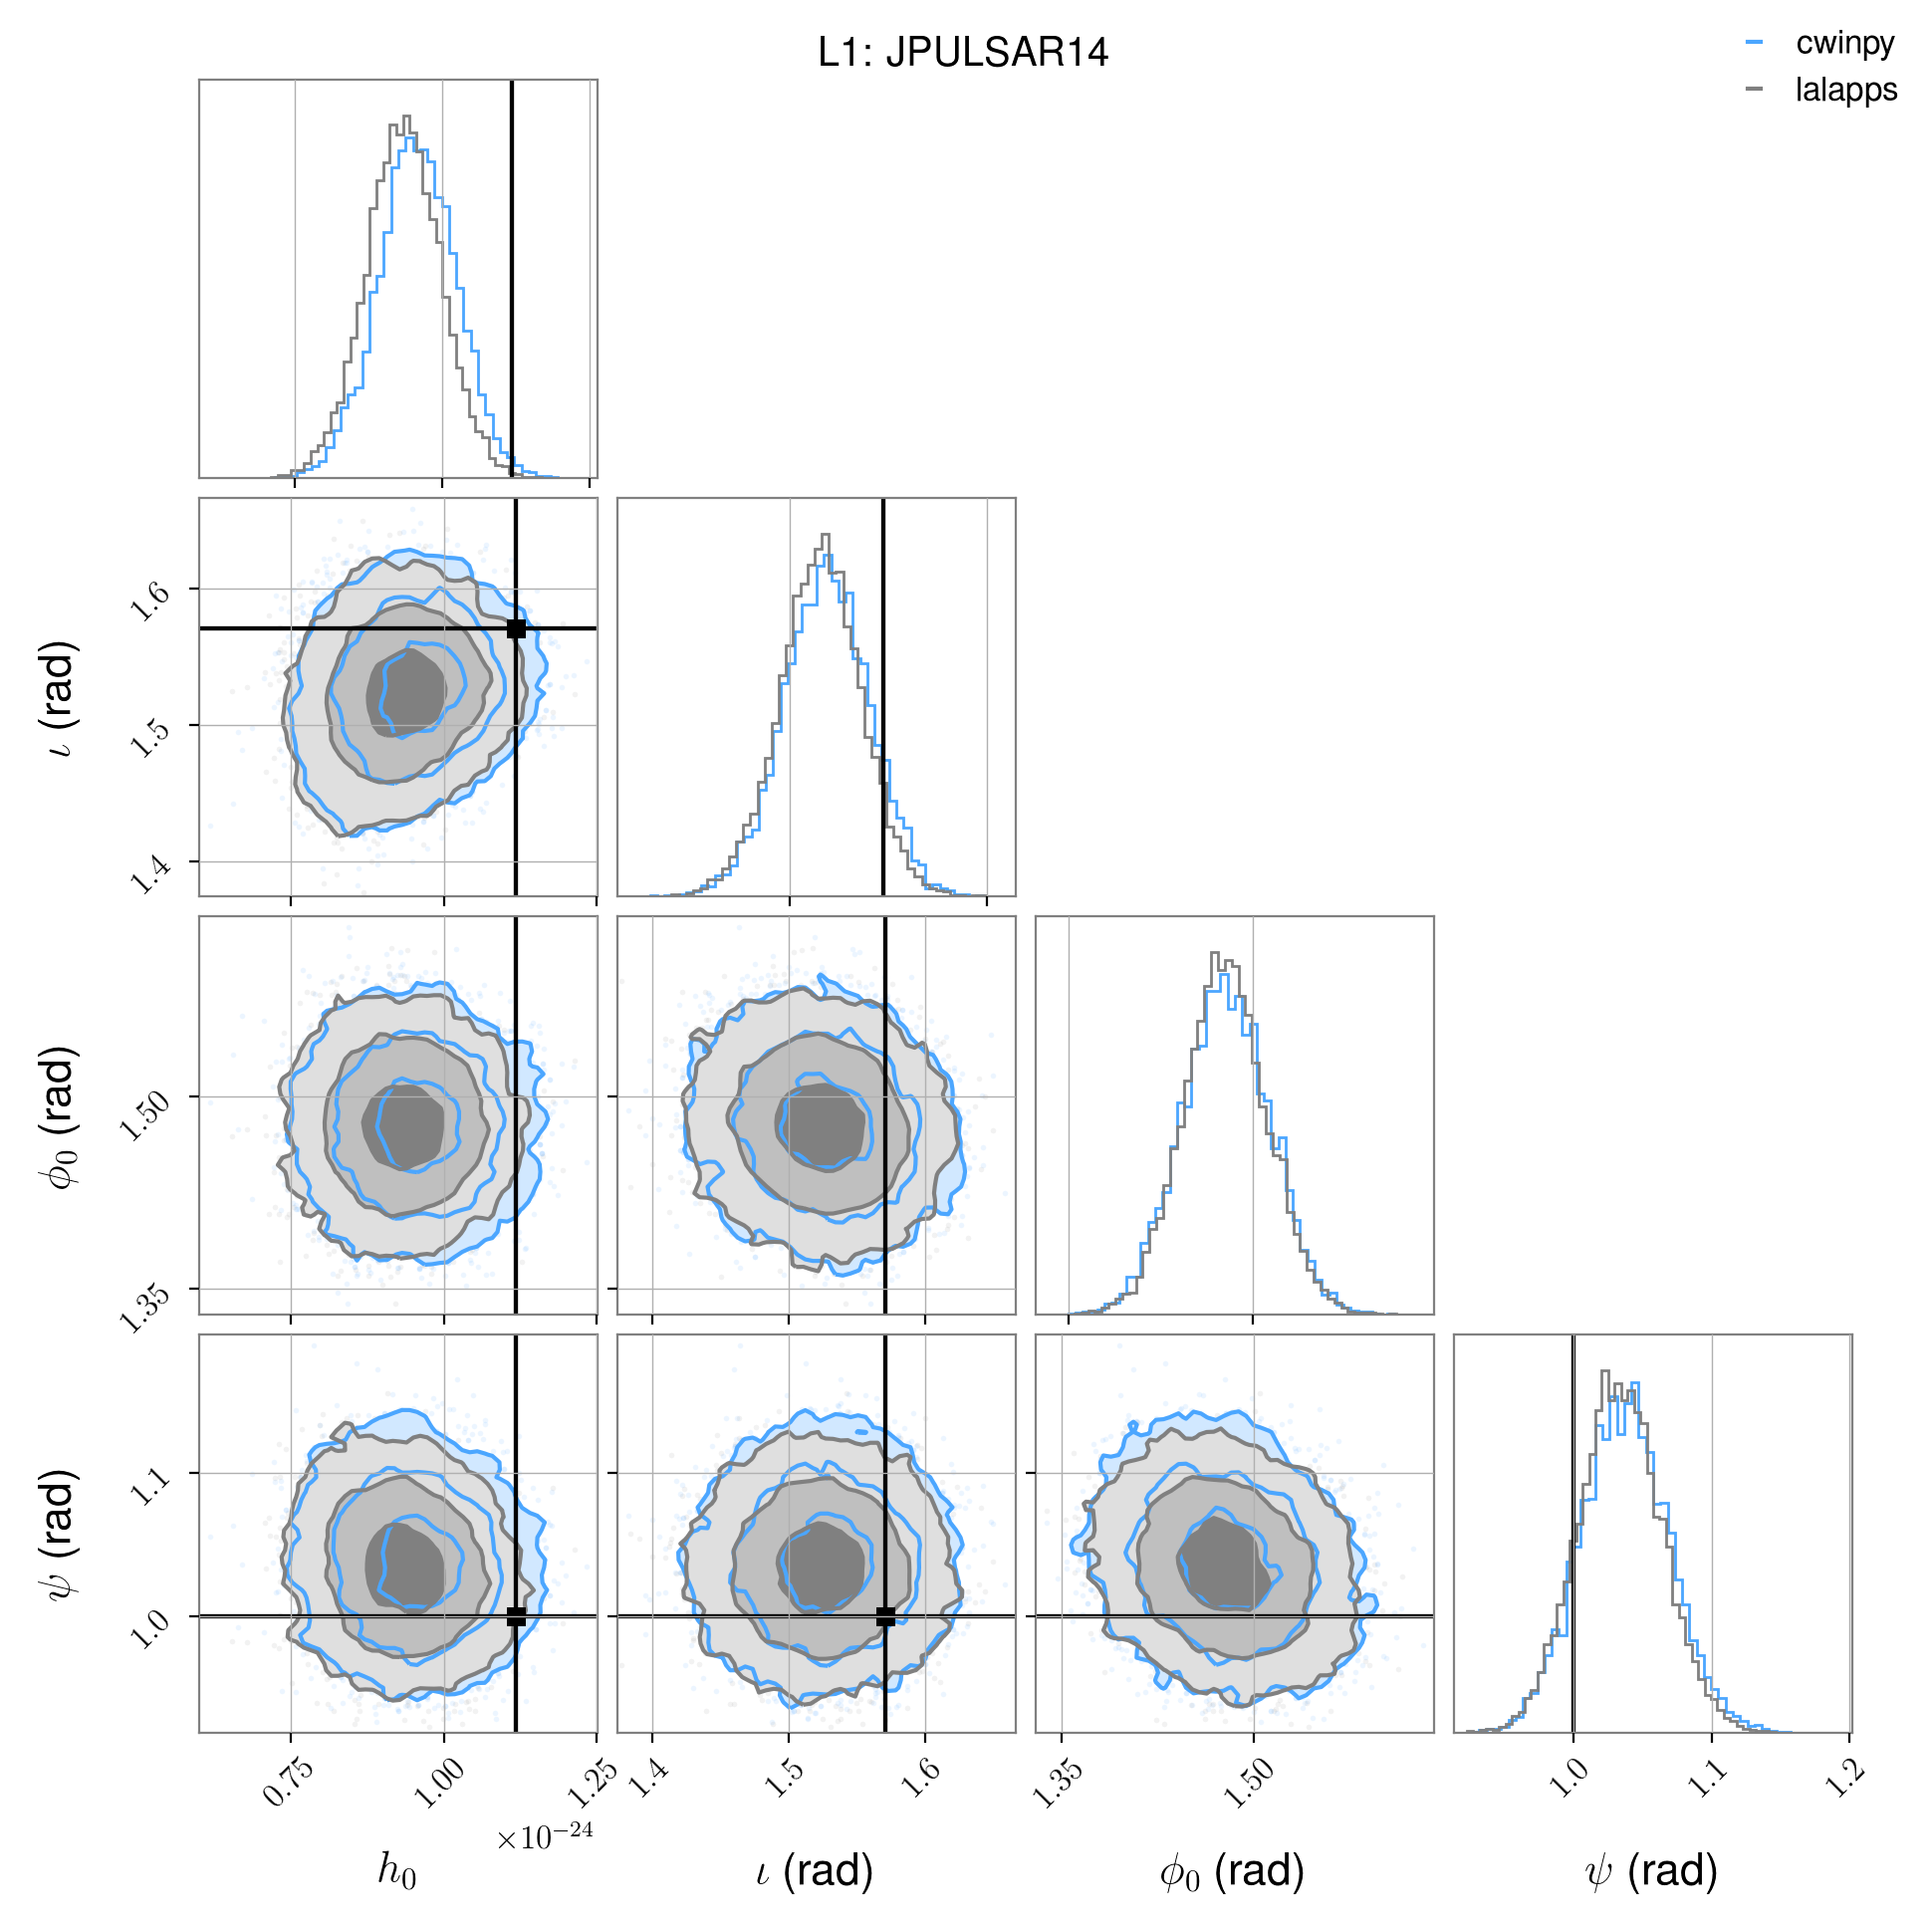 L1: JPULSAR14
cwinpy
lalapps
ι (rad)
1.6
1.5
1.4
ϕ₀ (rad)
1.50
1.35
ψ (rad)
1.1
1.0
0.75 1.00 1.25 1.4 1.5 1.6 1.35 1.50 1.0 1.1 1.2
×10⁻²⁴
h₀ ι (rad) ϕ₀ (rad) ψ (rad)